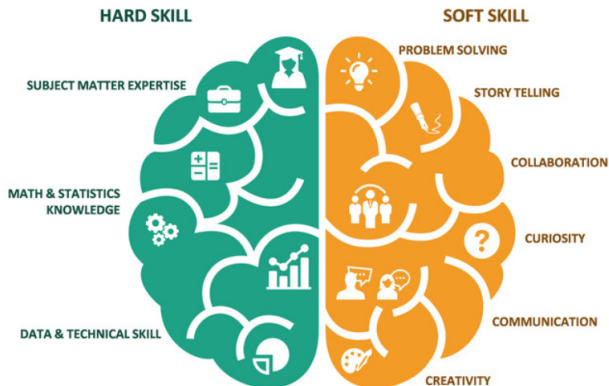 HARD SKILL
SUBJECT MATTER EXPERTISE
MATH & STATISTICS
KNOWLEDGE
DATA & TECHNICAL SKILL
SOFT SKILL
PROBLEM SOLVING
STORY TELLING
COLLABORATION
CURIOSITY
COMMUNICATION
CREATIVITY